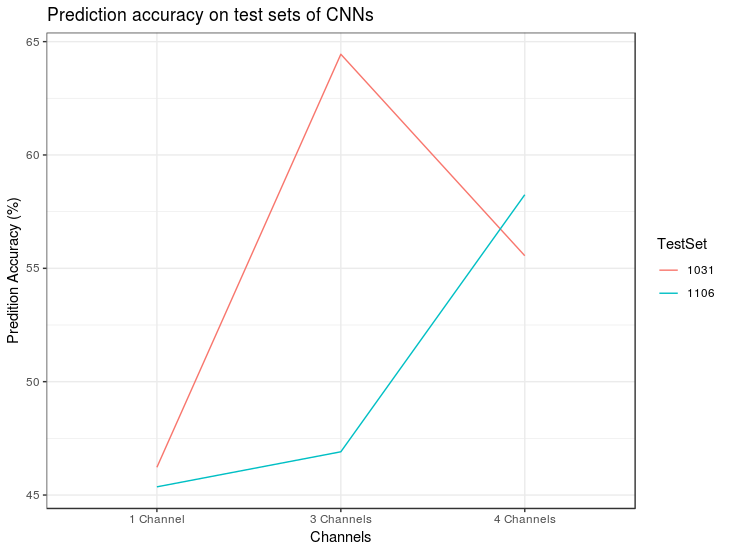 Prediction accuracy on test sets of CNNs
65
60
55
50
45
Predition Accuracy (%)
1 Channel
3 Channels
4 Channels
Channels
TestSet
1031
1106